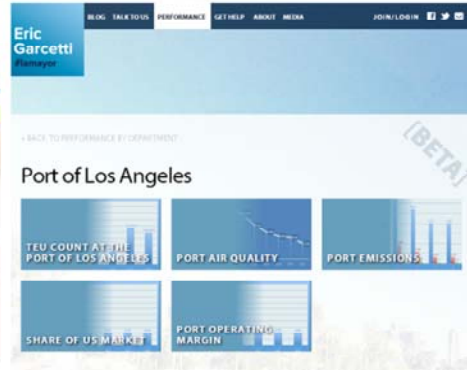 Eric
Garcetti
#lamayor
BLOG TALK TO US PERFORMANCE GET HELP ABOUT MEDIA JOIN/LOGIN
« BACK TO PERFORMANCE BY DEPARTMENT
[BETA]
Port of Los Angeles
TEU COUNT AT THE
PORT OF LOS ANGELES
PORT AIR QUALITY
PORT EMISSIONS
SHARE OF US MARKET
PORT OPERATING
MARGIN